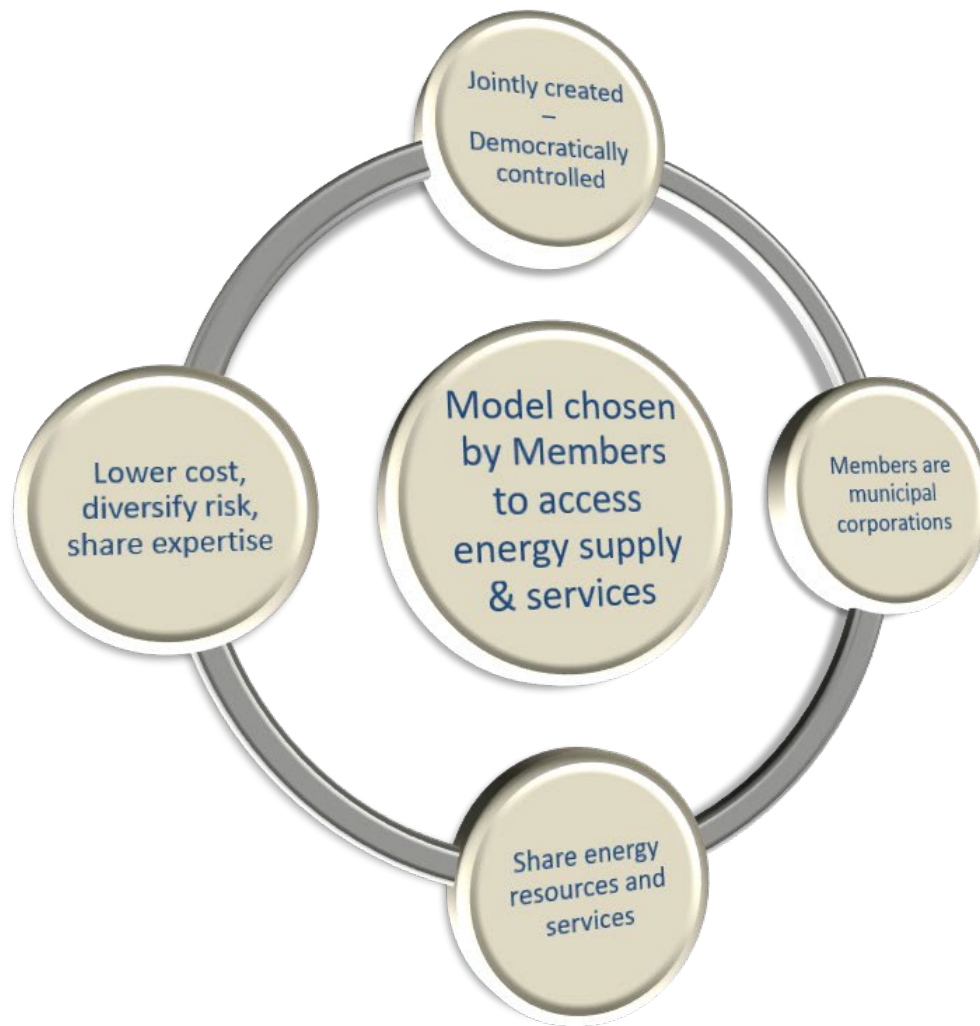 Jointly created
–
Democratically
controlled
Model chosen
by Members
to access
energy supply
& services
Members are
municipal
corporations
Share energy
resources and
services
Lower cost,
diversify risk,
share expertise